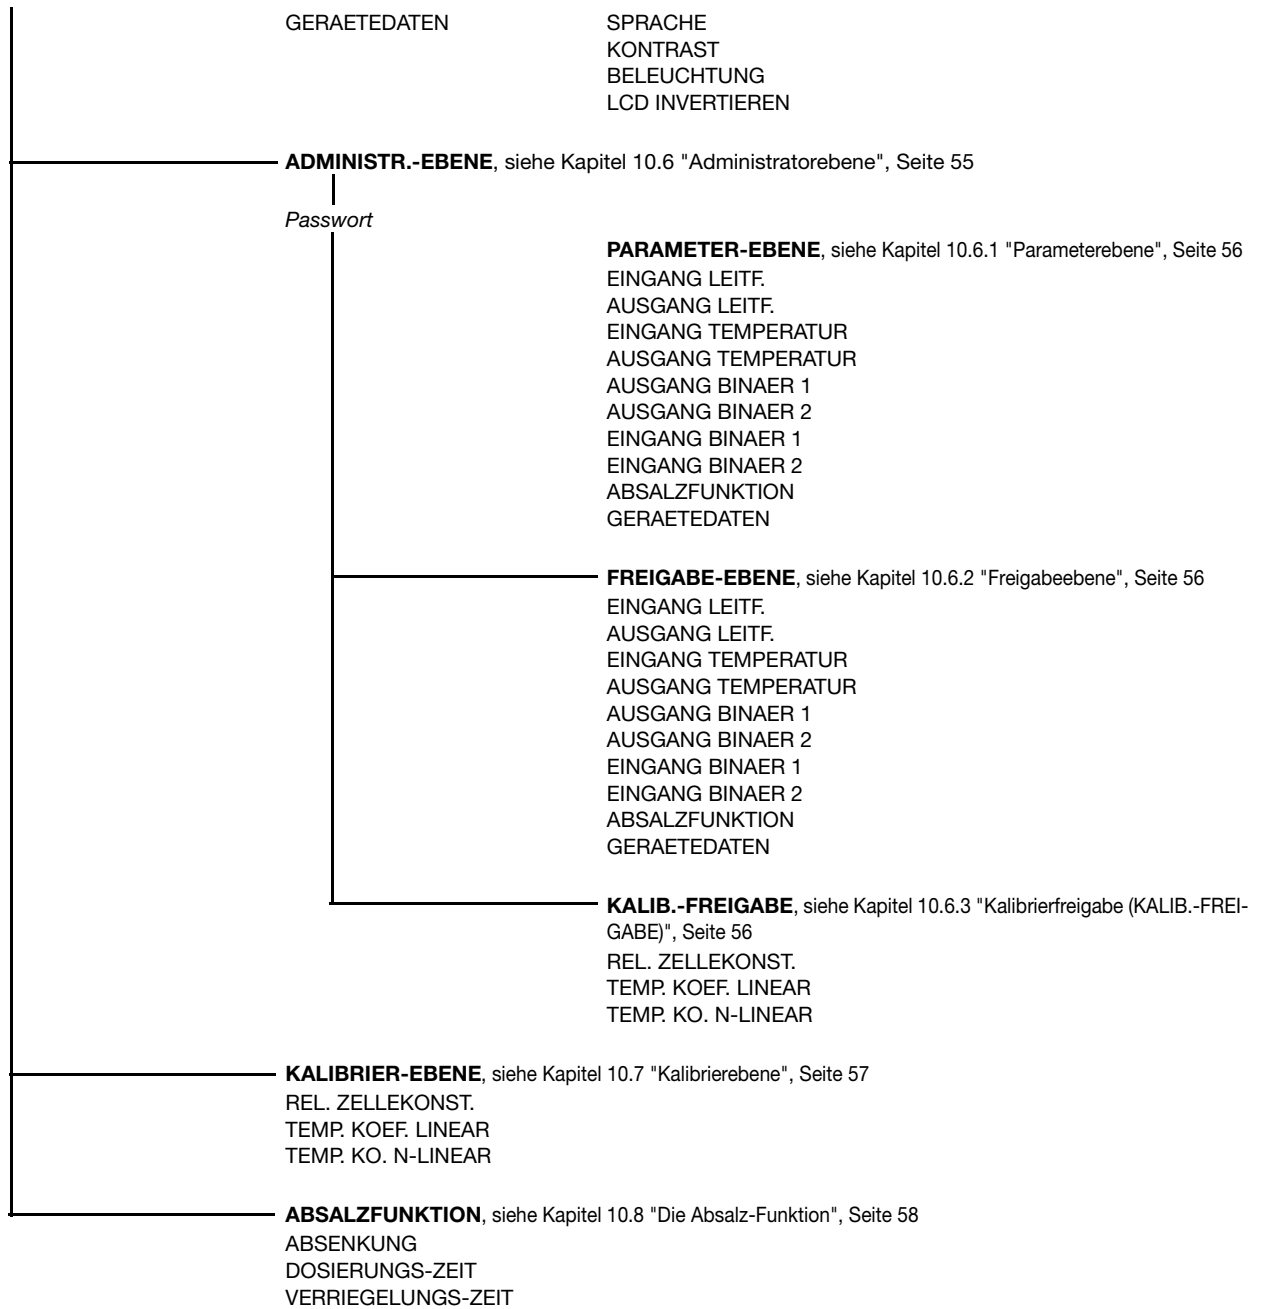 GERAETEDATEN SPRACHE
KONTRAST
BELEUCHTUNG
LCD INVERTIEREN
ADMINISTR.-EBENE, siehe Kapitel 10.6 "Administratorebene", Seite 55
Passwort
PARAMETER-EBENE, siehe Kapitel 10.6.1 "Parameterebene", Seite 56
EINGANG LEITF.
AUSGANG LEITF.
EINGANG TEMPERATUR
AUSGANG TEMPERATUR
AUSGANG BINAER 1
AUSGANG BINAER 2
EINGANG BINAER 1
EINGANG BINAER 2
ABSALZFUNKTION
GERAETEDATEN
FREIGABE-EBENE, siehe Kapitel 10.6.2 "Freigabeebene", Seite 56
EINGANG LEITF.
AUSGANG LEITF.
EINGANG TEMPERATUR
AUSGANG TEMPERATUR
AUSGANG BINAER 1
AUSGANG BINAER 2
EINGANG BINAER 1
EINGANG BINAER 2
ABSALZFUNKTION
GERAETEDATEN
KALIB.-FREIGABE, siehe Kapitel 10.6.3 "Kalibrierfreigabe (KALIB.-FREI-
GABE)", Seite 56
REL. ZELLEKONST.
TEMP. KOEF. LINEAR
TEMP. KO. N-LINEAR
KALIBRIER-EBENE, siehe Kapitel 10.7 "Kalibrierebene", Seite 57
REL. ZELLEKONST.
TEMP. KOEF. LINEAR
TEMP. KO. N-LINEAR
ABSALZFUNKTION, siehe Kapitel 10.8 "Die Absalz-Funktion", Seite 58
ABSENKUNG
DOSIERUNGS-ZEIT
VERRIEGELUNGS-ZEIT